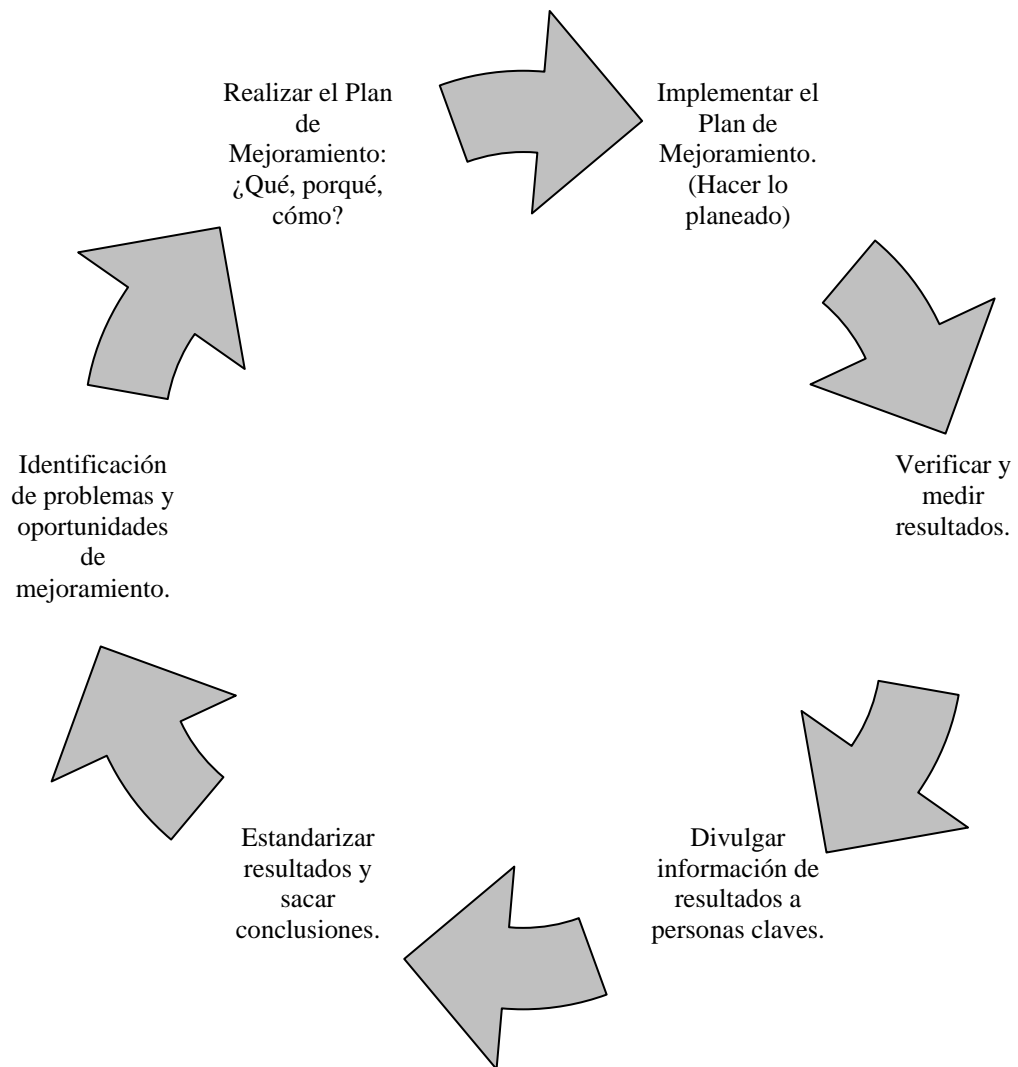 Realizar el Plan
de
Mejoramiento:
¿Qué, porqué,
cómo?
Implementar el
Plan de
Mejoramiento.
(Hacer lo
planeado)
Verificar y
medir
resultados.
Divulgar
información de
resultados a
personas claves.
Estandarizar
resultados y
sacar
conclusiones.
Identificación
de problemas y
oportunidades
de
mejoramiento.